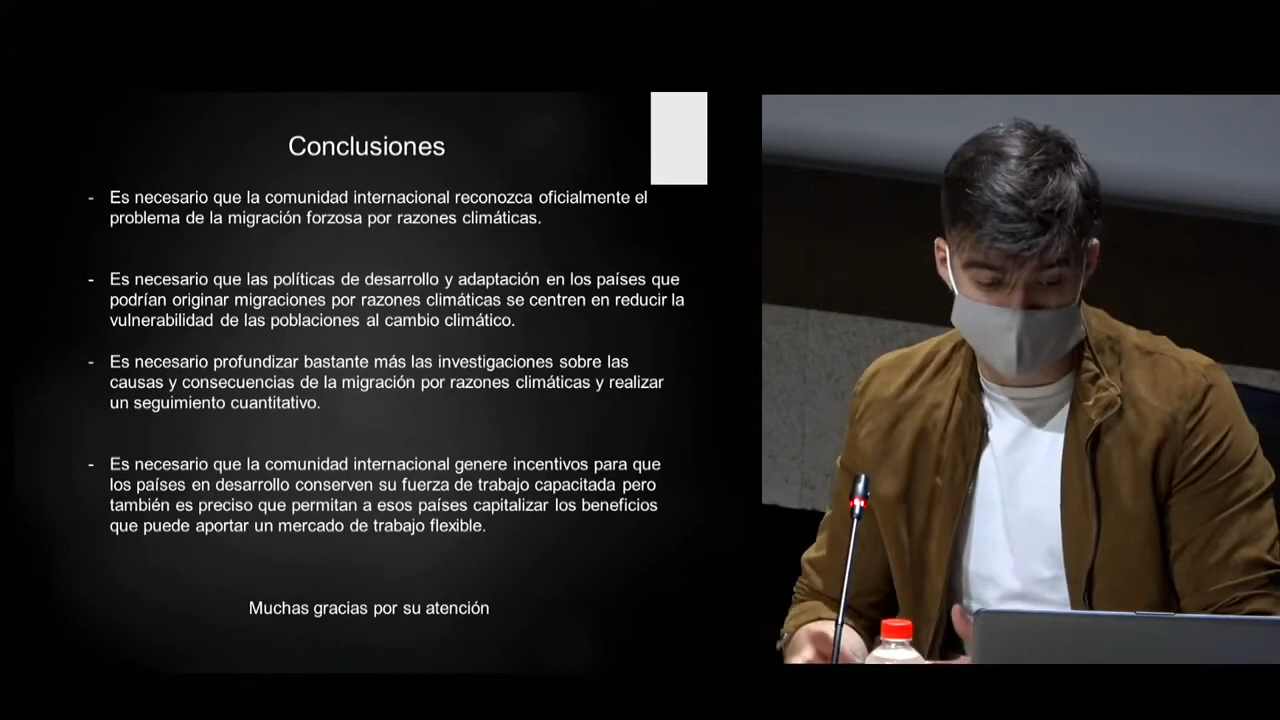 Conclusiones
- Es necesario que la comunidad internacional reconozca oficialmente el
problema de la migración forzosa por razones climáticas.
- Es necesario que las políticas de desarrollo y adaptación en los países que
podrían originar migraciones por razones climáticas se centren en reducir la
vulnerabilidad de las poblaciones al cambio climático.
- Es necesario profundizar bastante más las investigaciones sobre las
causas y consecuencias de la migración por razones climáticas y realizar
un seguimiento cuantitativo.
- Es necesario que la comunidad internacional genere incentivos para que
los países en desarrollo conserven su fuerza de trabajo capacitada pero
también es preciso que permitan a esos países capitalizar los beneficios
que puede aportar un mercado de trabajo flexible.
Muchas gracias por su atención